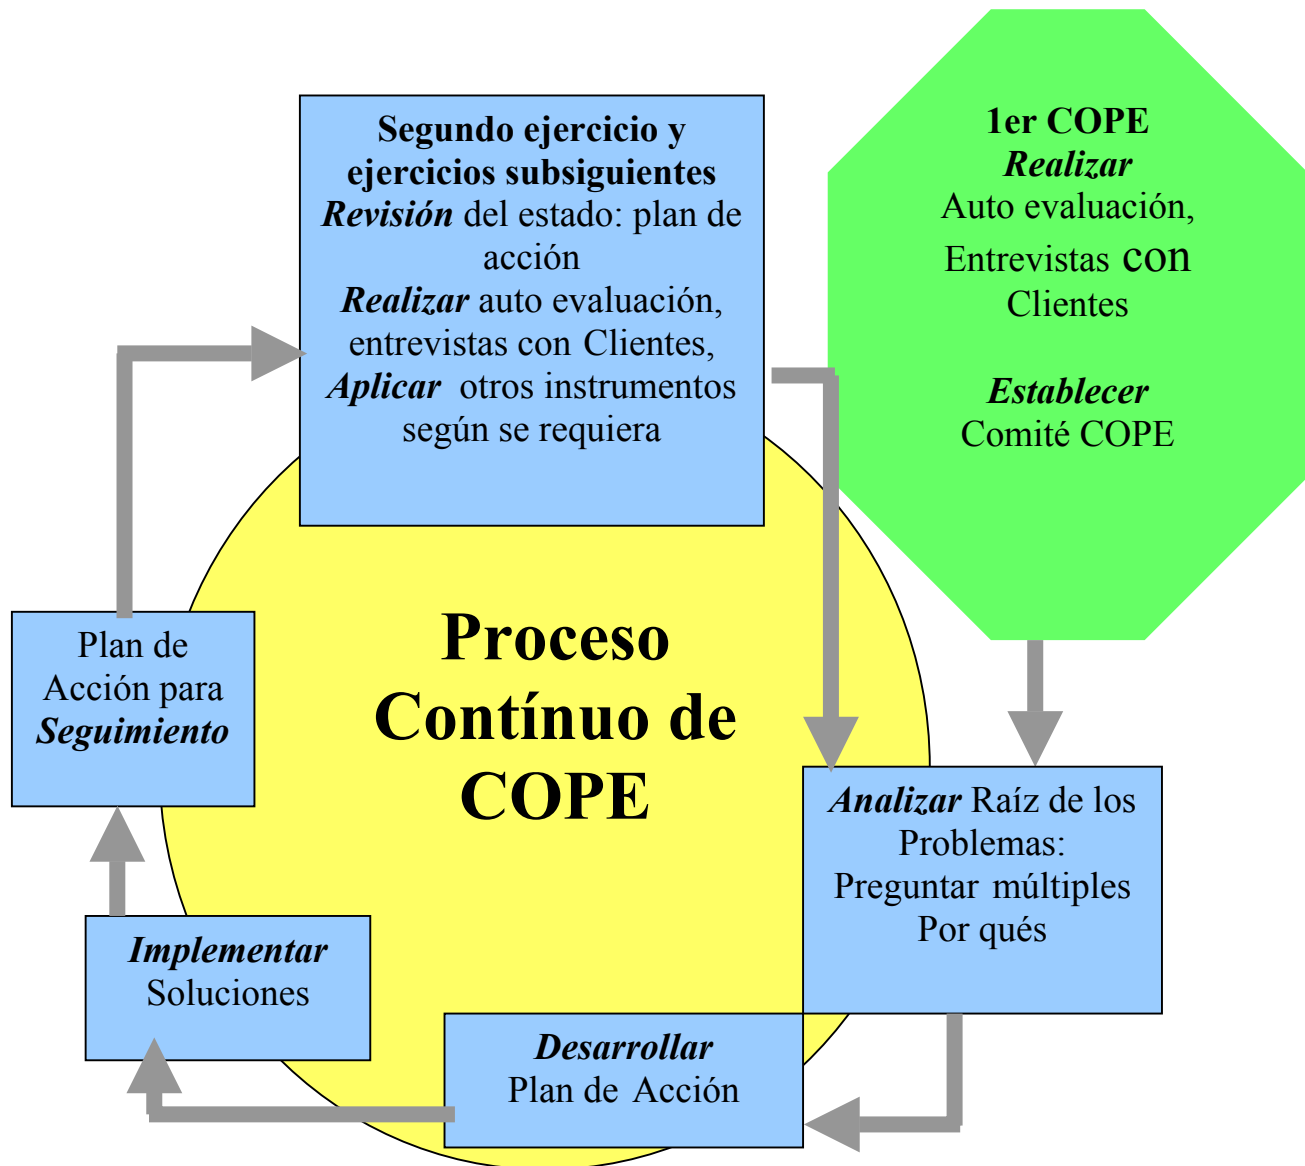 Segundo ejercicio y
ejercicios subsiguientes
Revisión del estado: plan de
acción
Realizar auto evaluación,
entrevistas con Clientes,
Aplicar otros instrumentos
según se requiera
1er COPE
Realizar
Auto evaluación,
Entrevistas con
Clientes
Establecer
Comité COPE
Proceso
Contínuo de
COPE
Analizar Raíz de los
Problemas:
Preguntar múltiples
Por qués
Desarrollar
Plan de Acción
Implementar
Soluciones
Plan de
Acción para
Seguimiento